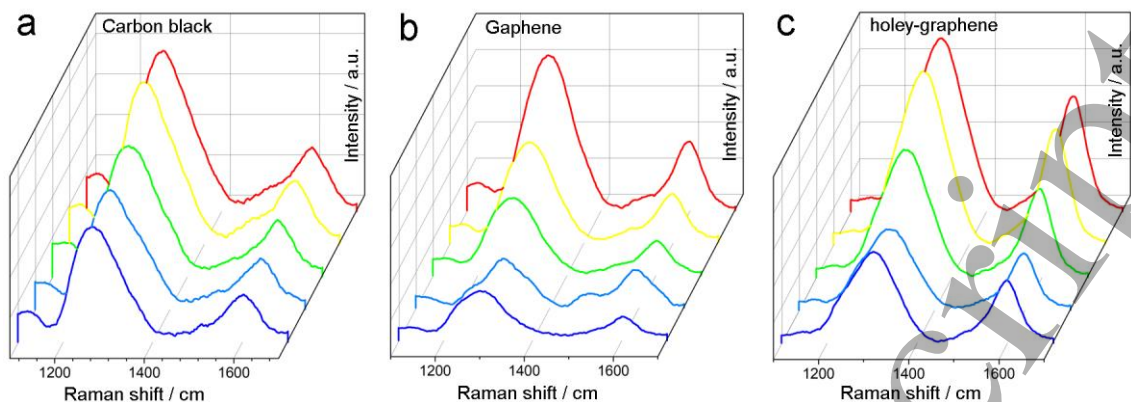 a
Carbon black
Intensity / a.u.
1200
1400
1600
Raman shift / cm
b
Gaphene
Intensity / a.u.
1200
1400
1600
Raman shift / cm
c
holey-graphene
Intensity / a.u.
1200
1400
1600
Raman shift / cm
cript